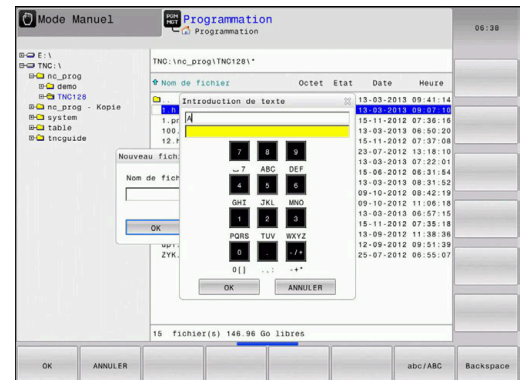 Mode Manuel
PGM MGT
Programmation
Programmation
06:38
E:\
TNC:\
nc_prog
demo
TNC128
nc_prog - Kopie
system
table
tncguide
TNC:\nc_prog\TNC128\*
Nom de fichier Octet Etat Date Heure
..
13-03-2013 09:41:14
1.h 13-03-2013 09:07:10
15-11-2012 07:36:16
100. 13-03-2013 06:50:20
12.h 15-11-2012 07:37:08
23-07-2012 13:18:10
13-03-2013 07:22:01
15-06-2012 06:31:54
13-03-2013 08:31:52
09-10-2012 08:42:19
09-10-2012 11:06:18
13-03-2013 06:57:15
15-11-2012 07:35:18
13-09-2012 11:38:36
12-09-2012 09:51:39
ZYK. 25-07-2012 06:55:07
Nouveau fich
Nom de fich
OK
Introduction de texte
A
7 8 9
7 ABC DEF
4 5 6
GHI JKL MNO
1 2 3
PQRS TUV WXYZ
0 . -/+
0[] .,: -+*
OK ANNULER
15 fichier(s) 146.96 Go libres
OK ANNULER abc/ABC Backspace